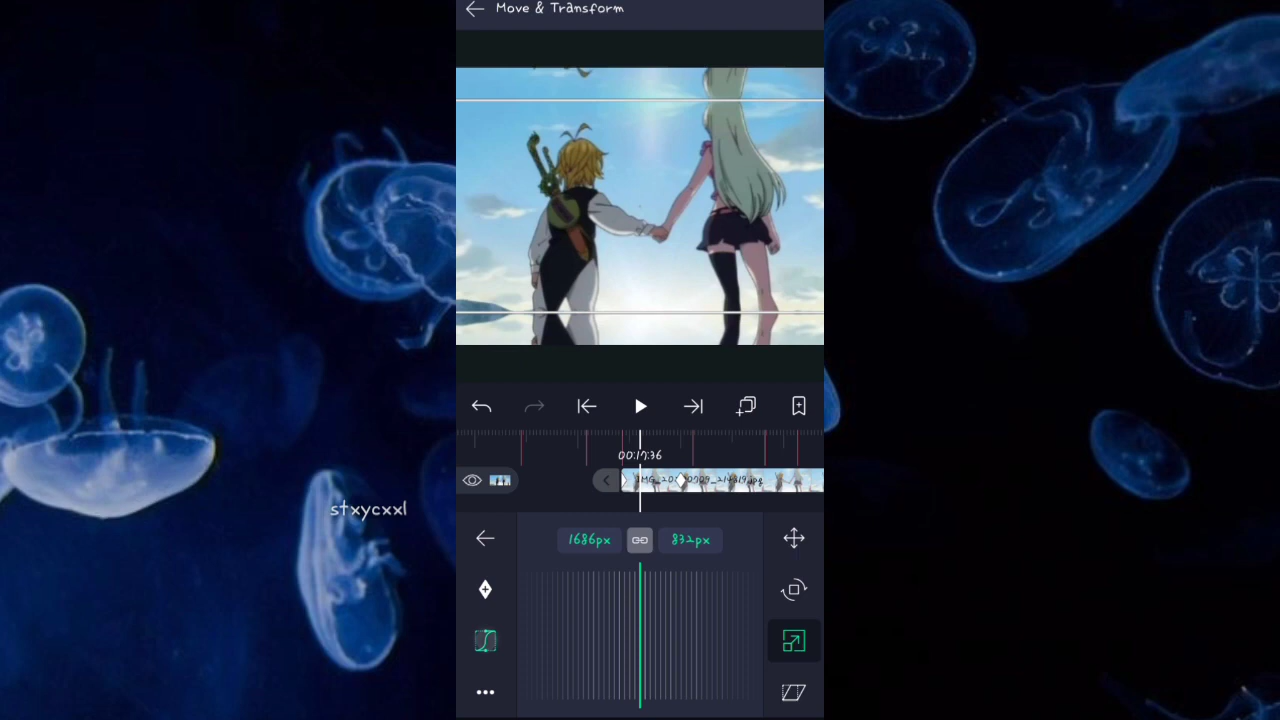 Move & Transform
00:17:36
stxycxxl
1686px
832px